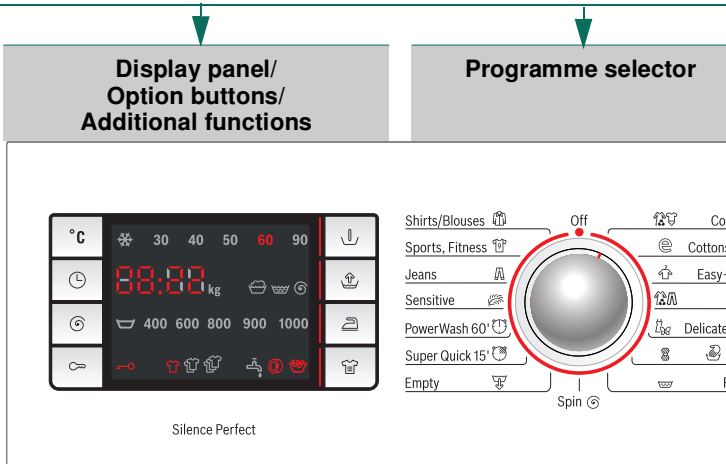 Display panel/
Option buttons/
Additional functions
Programme selector
°C
30 40 50 60 90
88:88 kg
400 600 800 900 1000
Silence Perfect
Off
Shirts/Blouses
Sports, Fitness
Jeans
Sensitive
PowerWash 60'
Super Quick 15'
Empty
Spin
Co
Cottons
Easy-
Delicate